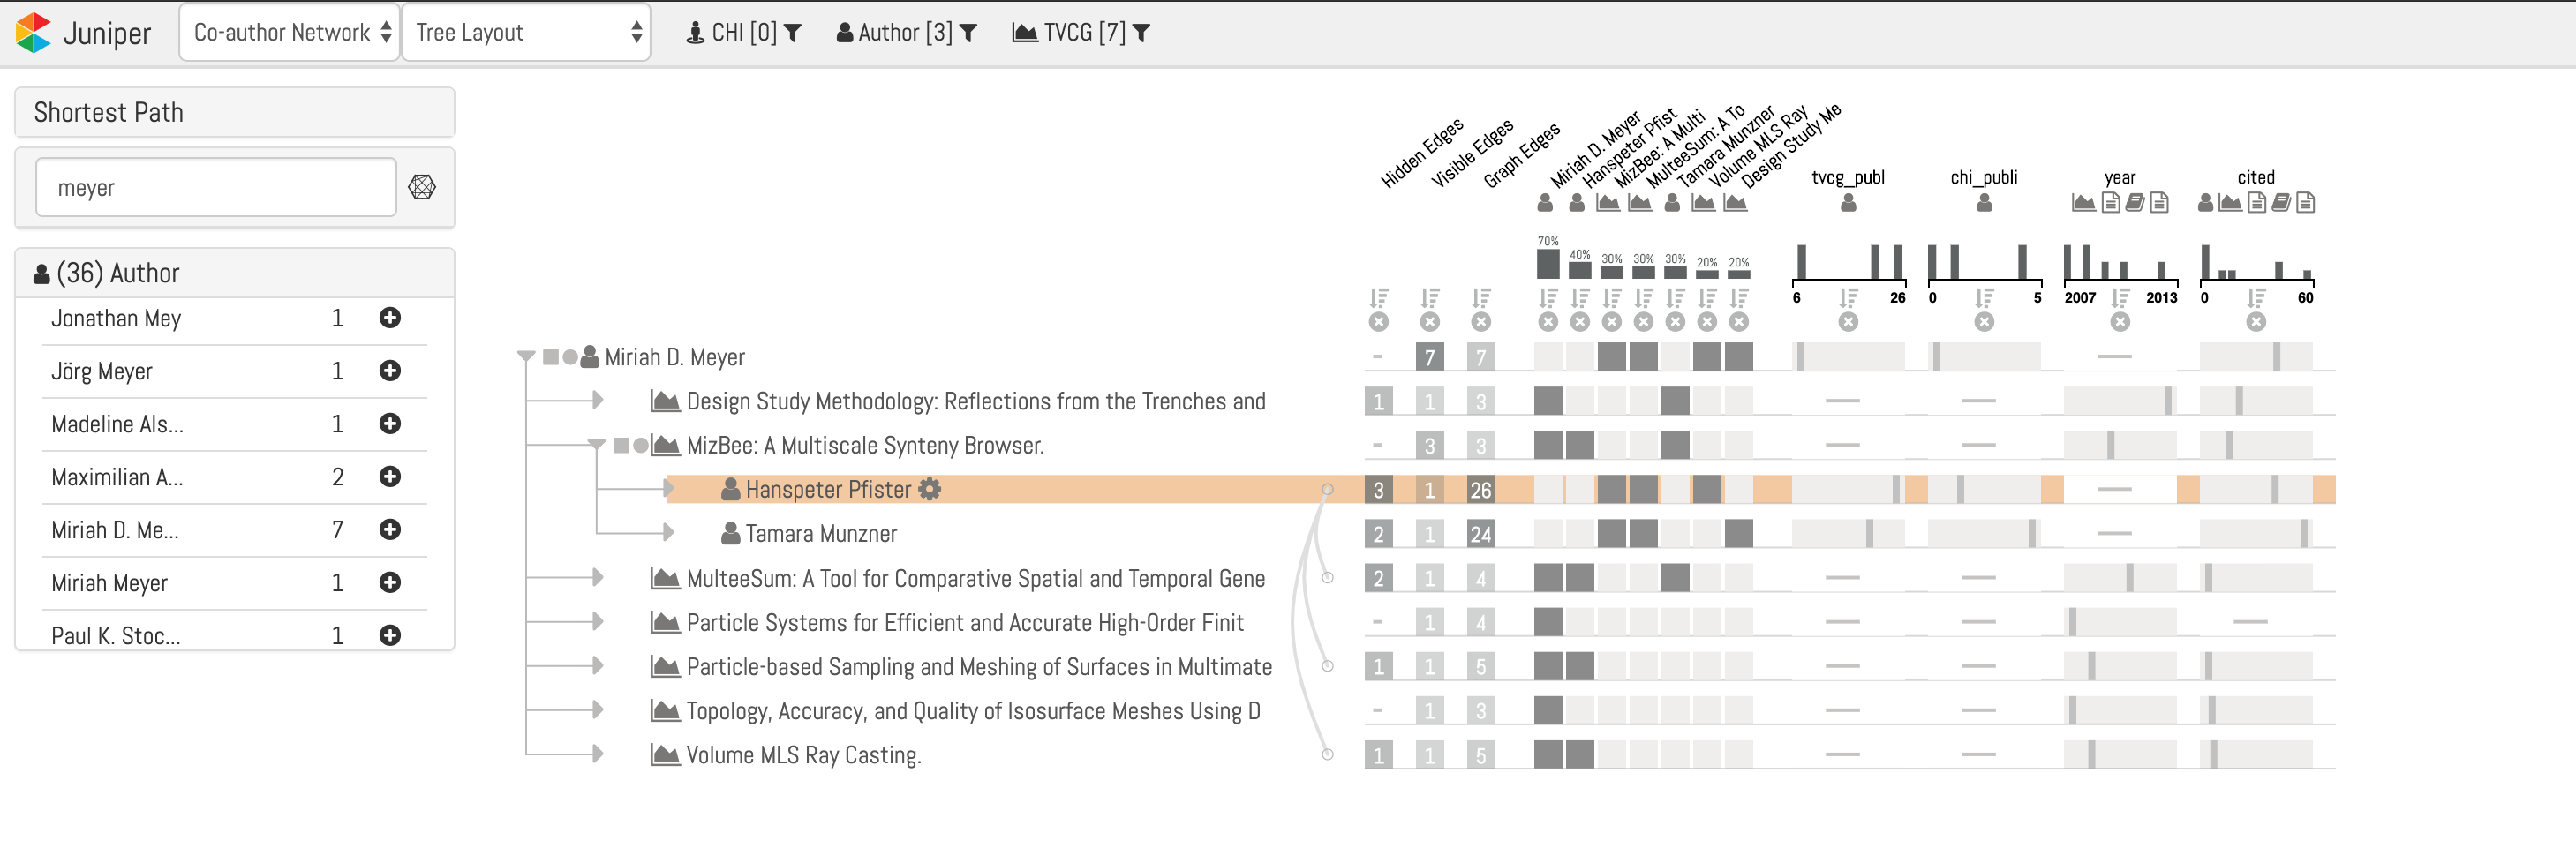 Juniper
Co-author Network
Tree Layout
CHI [0]
Author [3]
TVCG [7]
Shortest Path
meyer
(36) Author
Jonathan Mey 1
Jörg Meyer 1
Madeline Als... 1
Maximilian A... 2
Miriah D. Me... 7
Miriah Meyer 1
Paul K. Stoc... 1
Hidden Edges
Visible Edges
Graph Edges
Miriah D. Meyer
Hanspeter Pfist
MizBee: A Multi
MulteeSum: A To
Tamara Munzner
Volume MLS Ray
Design Study Me
tvcg_publ
chi_publi
year
cited
70% 40% 30% 30% 30% 20% 20%
6 26 0 5 2007 2013 0 60
Miriah D. Meyer - 7 7
Design Study Methodology: Reflections from the Trenches and 1 1 3
MizBee: A Multiscale Synteny Browser. - 3 3
Hanspeter Pfister 3 1 26
Tamara Munzner 2 1 24
MulteeSum: A Tool for Comparative Spatial and Temporal Gene 2 1 4
Particle Systems for Efficient and Accurate High-Order Finit - 1 4
Particle-based Sampling and Meshing of Surfaces in Multimate 1 1 5
Topology, Accuracy, and Quality of Isosurface Meshes Using D - 1 3
Volume MLS Ray Casting. 1 1 5